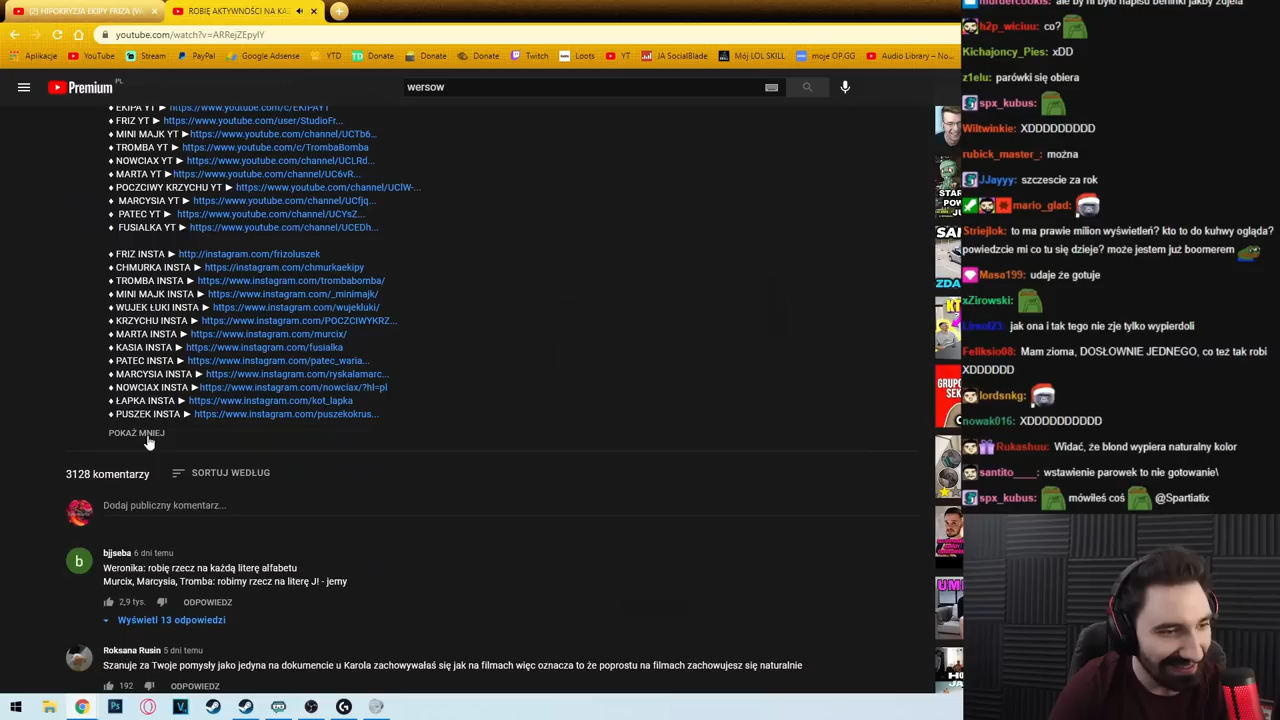 (2) HIPOKRYZJA EKIPY FRIZA (W
ROBIĘ AKTYWNOŚCI NA KAŻ
youtube.com/watch?v=ARRejZEpyIY
Aplikacje YouTube Stream PayPal Google Adsense YTD Donate Donate Twitch Loots YT JA SocialBlade Mój LOL SKILL moje OP.GG Audio Library – No...
Premium PL
wersow
♦ EKIPA YT ►https://www.youtube.com/c/EKIPAYT
♦ FRIZ YT ► https://www.youtube.com/user/StudioFr...
♦ MINI MAJK YT ►https://www.youtube.com/channel/UCTb6...
♦ TROMBA YT ► https://www.youtube.com/c/TrombaBomba
♦ NOWCIAX YT ► https://www.youtube.com/channel/UCLRd...
♦ MARTA YT ►https://www.youtube.com/channel/UC6vR...
♦ POCZCIWY KRZYCHU YT ► https://www.youtube.com/channel/UClW-...
♦ MARCYSIA YT ► https://www.youtube.com/channel/UCfjq...
♦ PATEC YT ► https://www.youtube.com/channel/UCYsZ...
♦ FUSIALKA YT ► https://www.youtube.com/channel/UCEDh...
♦ FRIZ INSTA ► http://instagram.com/frizoluszek
♦ CHMURKA INSTA ► https://instagram.com/chmurkaekipy
♦ TROMBA INSTA ► https://www.instagram.com/trombabomba/
♦ MINI MAJK INSTA ► https://www.instagram.com/_minimajk/
♦ WUJEK ŁUKI INSTA ► https://www.instagram.com/wujekluki/
♦ KRZYCHU INSTA ► https://www.instagram.com/POCZCIWYKRZ...
♦ MARTA INSTA ► https://www.instagram.com/murcix/
♦ KASIA INSTA ► https://www.instagram.com/fusialka
♦ PATEC INSTA ► https://www.instagram.com/patec_waria...
♦ MARCYSIA INSTA ► https://www.instagram.com/ryskalamarc...
♦ NOWCIAX INSTA ►https://www.instagram.com/nowciax/?hl=pl
♦ ŁAPKA INSTA ► https://www.instagram.com/kot_lapka
♦ PUSZEK INSTA ► https://www.instagram.com/puszekokrus...
POKAŻ MNIEJ
3128 komentarzy SORTUJ WEDŁUG
Dodaj publiczny komentarz...
b
bjjseba 6 dni temu
Weronika: robię rzecz na każdą literę alfabetu
Murcix, Marcysia, Tromba: robimy rzecz na literę J! - jemy
2,9 tys. ODPOWIEDZ
Wyświetl 13 odpowiedzi
Roksana Rusin 5 dni temu
Szanuje za Twoje pomysły jako jedyna na dokumencie u Karola zachowywałaś się jak na filmach więc oznacza to że poprostu na filmach zachowujesz się naturalnie
192 ODPOWIEDZ
h2p_wiciuu: co?
Kichajoncy_Pies: xDD
z1elu: parówki się obiera
spx_kubus:
Wiltwinkie: XDDDDDDDD
rubick_master_: można
JJayyy: szczescie za rok
mario_glad:
Striejlok: to ma prawie milion wyświetleń? kto to do kuhwy ogląda?
powiedzcie mi co tu się dzieje? może jestem już boomerem
Masa199: udaje że gotuje
xZirowski:
jak ona i tak tego nie zje tylko wypierdoli
Feliksio08: Mam zioma, DOSŁOWNIE JEDNEGO, co też tak robi
XDDDDDD
lordsnkg:
nowak016: XDDDDDDDDDD
Rukashuu: Widać, że blond wypiera naturalny kolor
santito____: wstawienie parowek to nie gotowanie\
spx_kubus: mówiłeś coś @Spartiatix